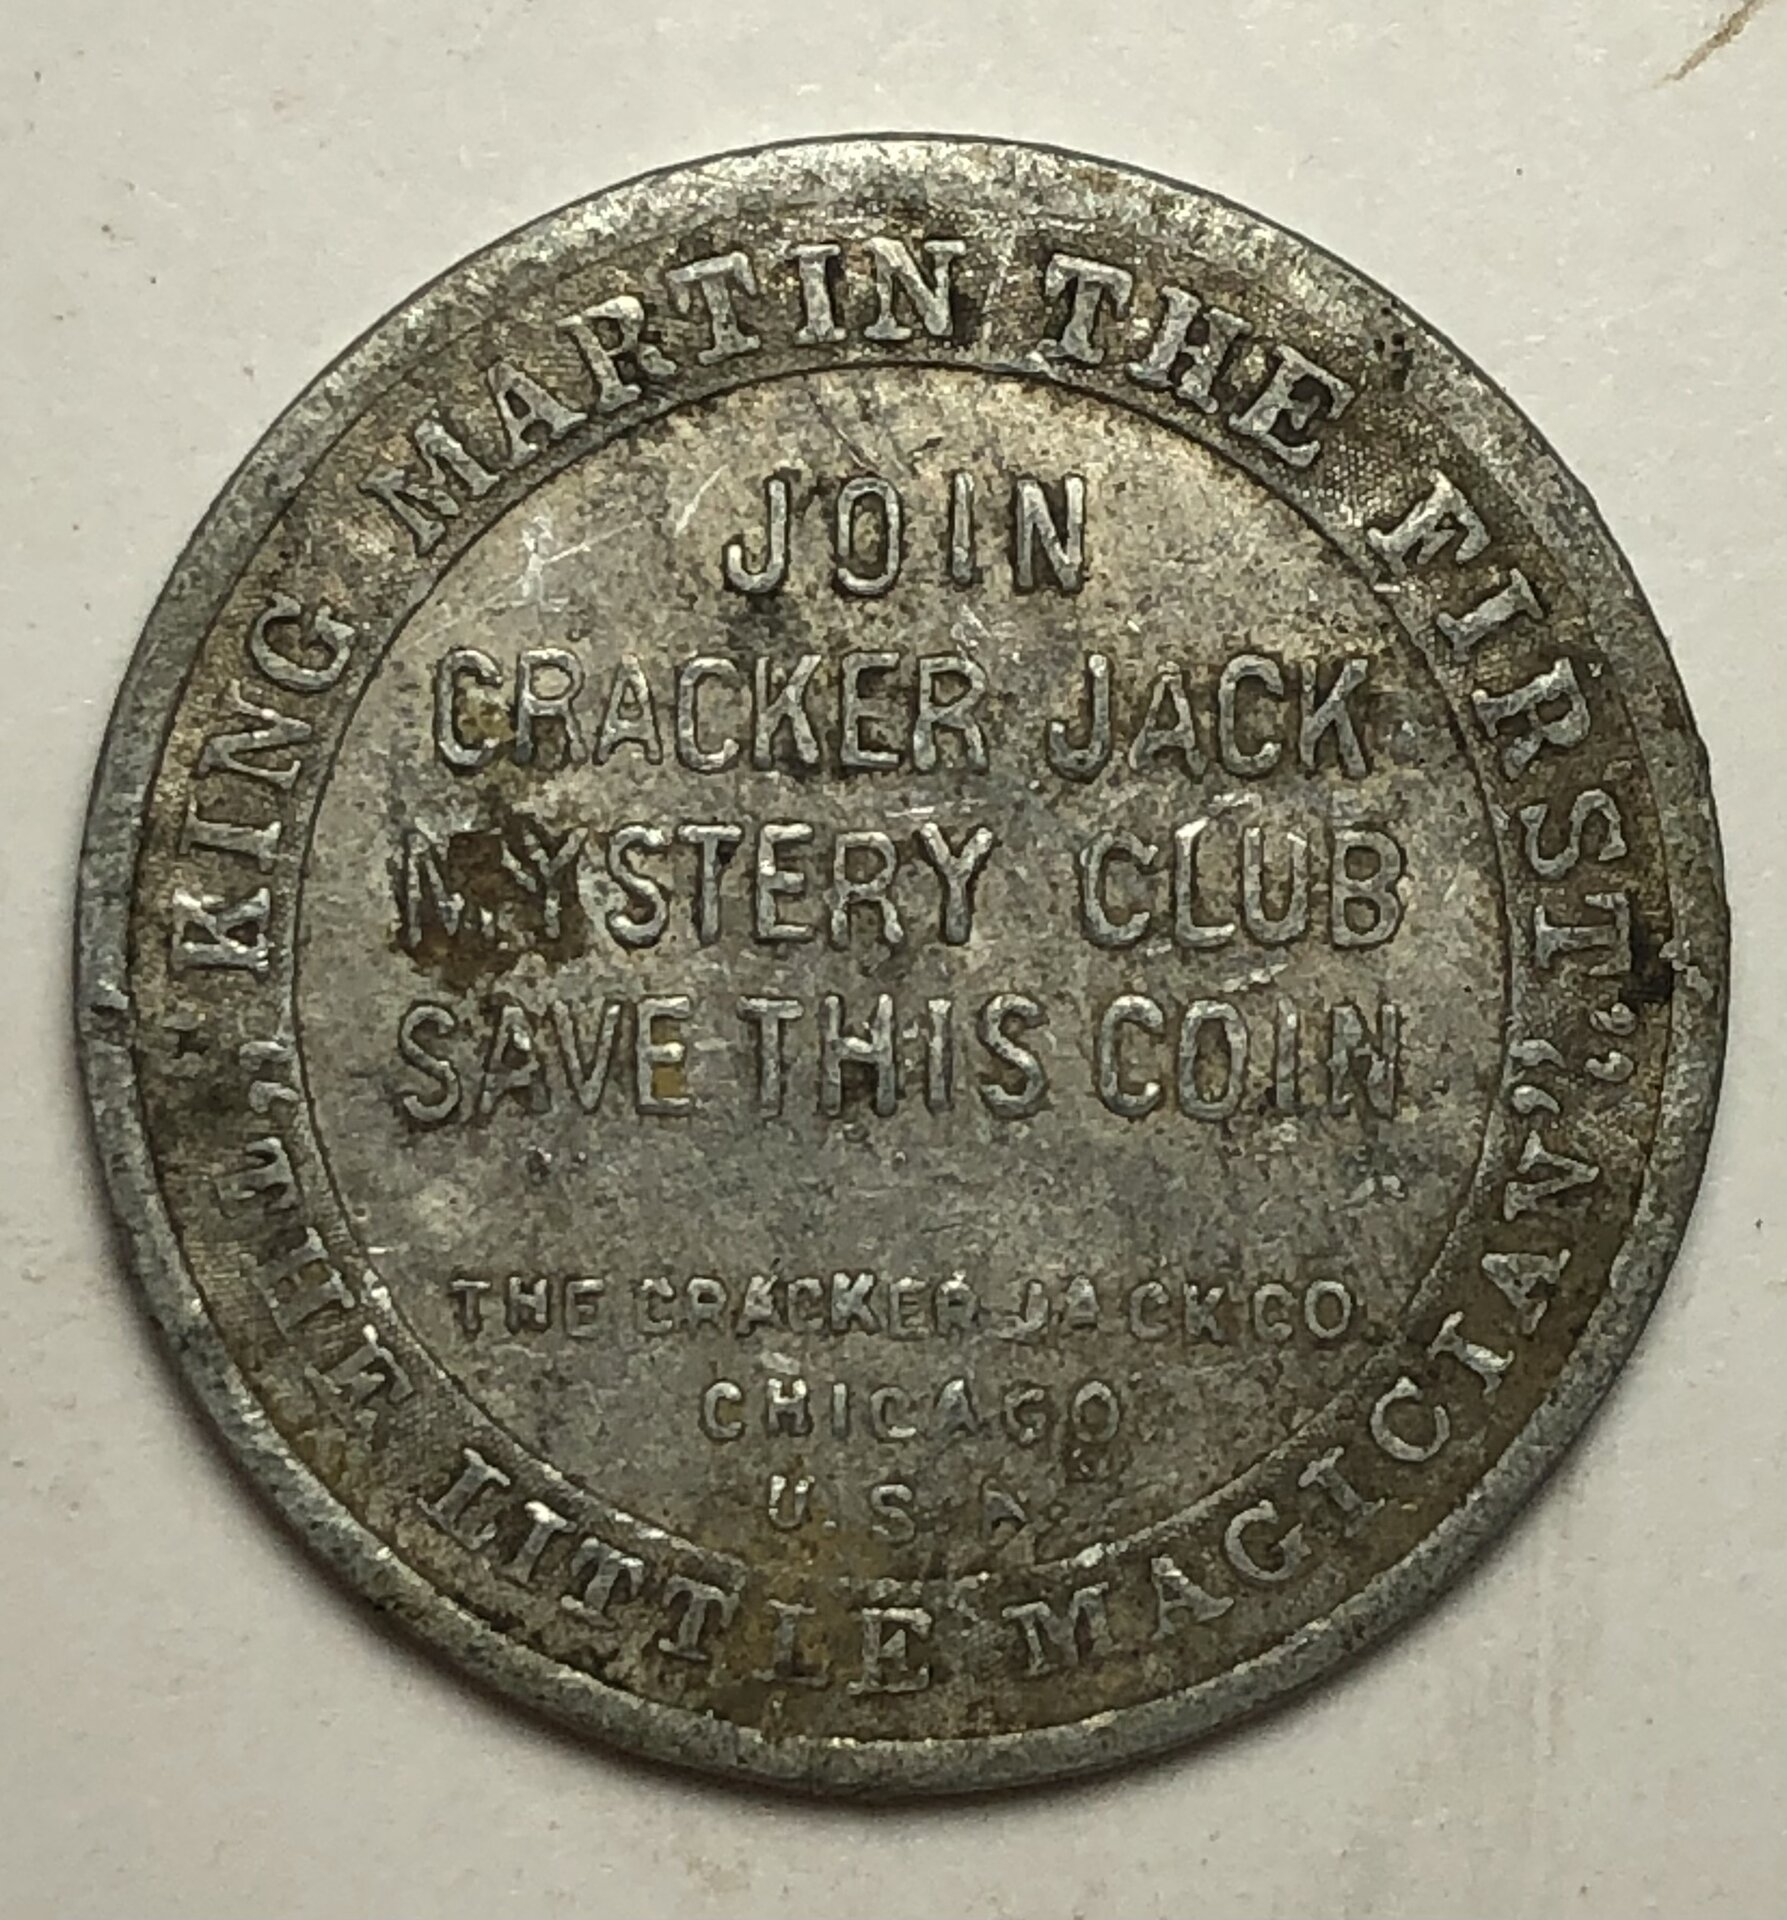 KING MARTIN THE FIRST,,
JOIN
CRACKER JACK
MYSTERY CLUB
SAVE THIS COIN
THE CRACKER JACK CO.
CHICAGO
U.S.A.
,,THE LITTLE MAGICIAN,,